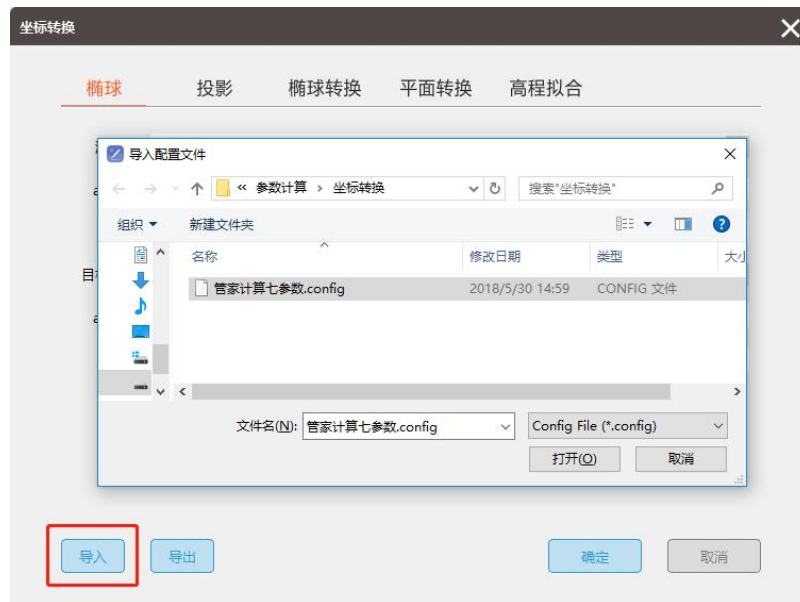 坐标转换
椭球 投影 椭球转换 平面转换 高程拟合
导入配置文件
« 参数计算 › 坐标转换
搜索"坐标转换"
组织 新建文件夹
名称 修改日期 类型 大小
管家计算七参数.config 2018/5/30 14:59 CONFIG 文件
目标
文件名(N): 管家计算七参数.config Config File (*.config)
打开(O) 取消
导入 导出 确定 取消